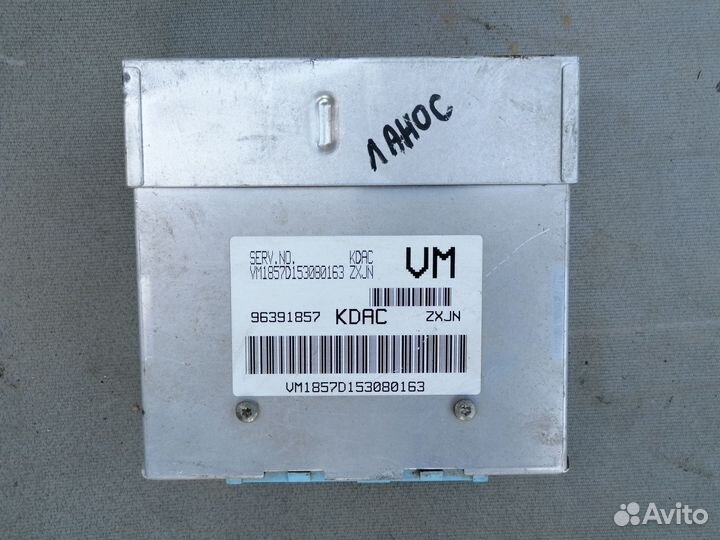 ЛАНОС
SERV.NO. KDAC VM
VM1857D153080163 ZXJN
96391857 KDAC ZXJN
VM1857D153080163
Avito